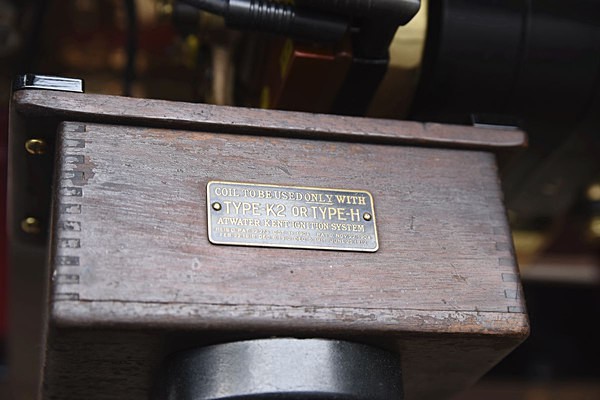 COIL TO BE USED ONLY WITH
TYPE-K2 OR TYPE-H
ATWATER KENT IGNITION SYSTEM